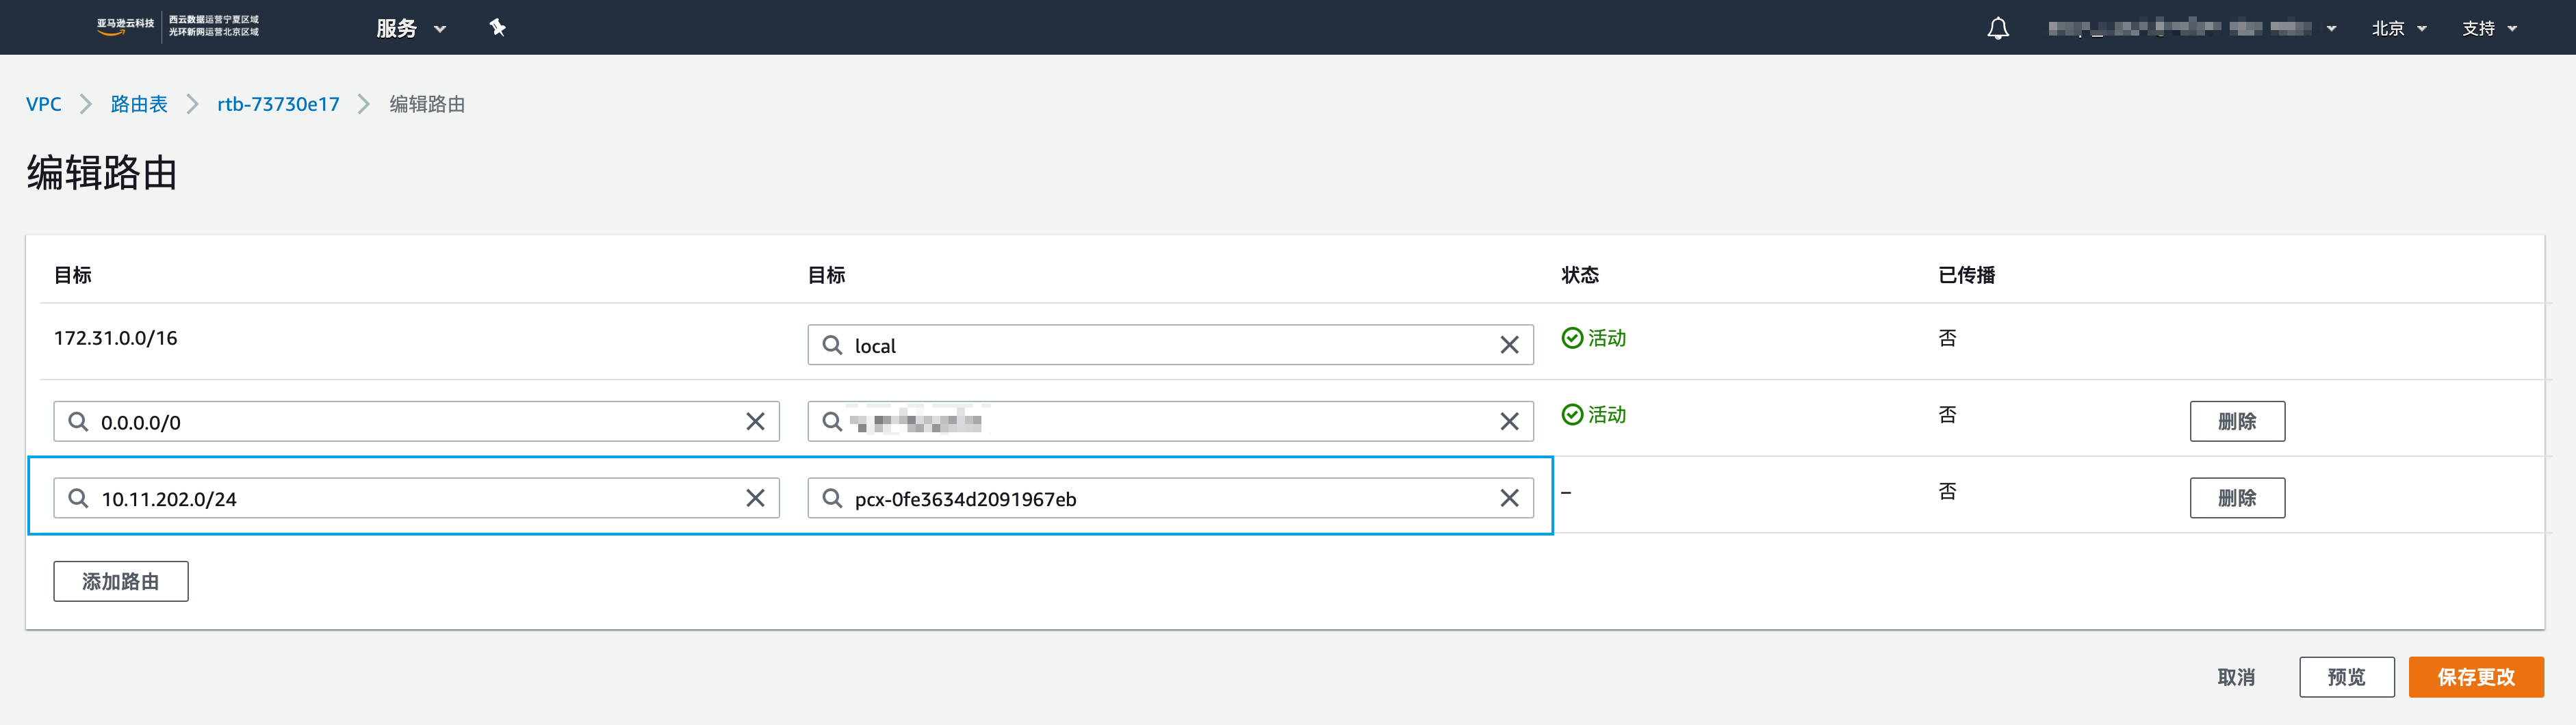 亚马逊云科技
西云数据运营宁夏区域
光环新网运营北京区域
服务
北京
支持
VPC 路由表 rtb-73730e17 编辑路由
编辑路由
目标 目标 状态 已传播
172.31.0.0/16 local 活动 否
0.0.0.0/0 活动 否 删除
10.11.202.0/24 pcx-0fe3634d2091967eb – 否 删除
添加路由
取消 预览 保存更改